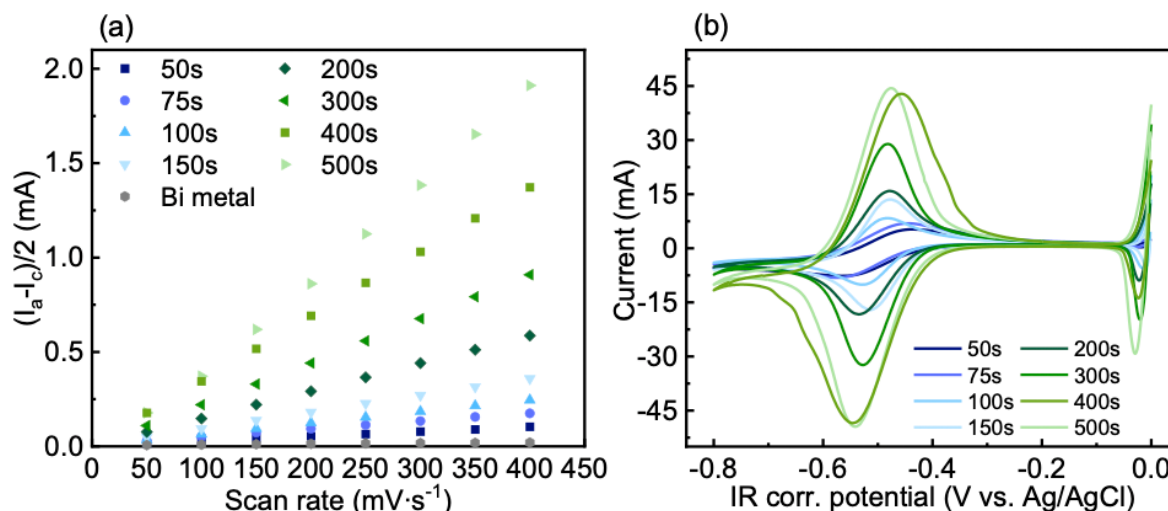 (a)
2.0
1.5
1.0
0.5
0.0
(Iₐ-I꜀)/2 (mA)
50s
75s
100s
150s
Bi metal
200s
300s
400s
500s
0 50 100 150 200 250 300 350 400 450
Scan rate (mV·s⁻¹)
(b)
45
30
15
0
-15
-30
-45
Current (mA)
50s
75s
100s
150s
200s
300s
400s
500s
-0.8 -0.6 -0.4 -0.2 0.0
IR corr. potential (V vs. Ag/AgCl)